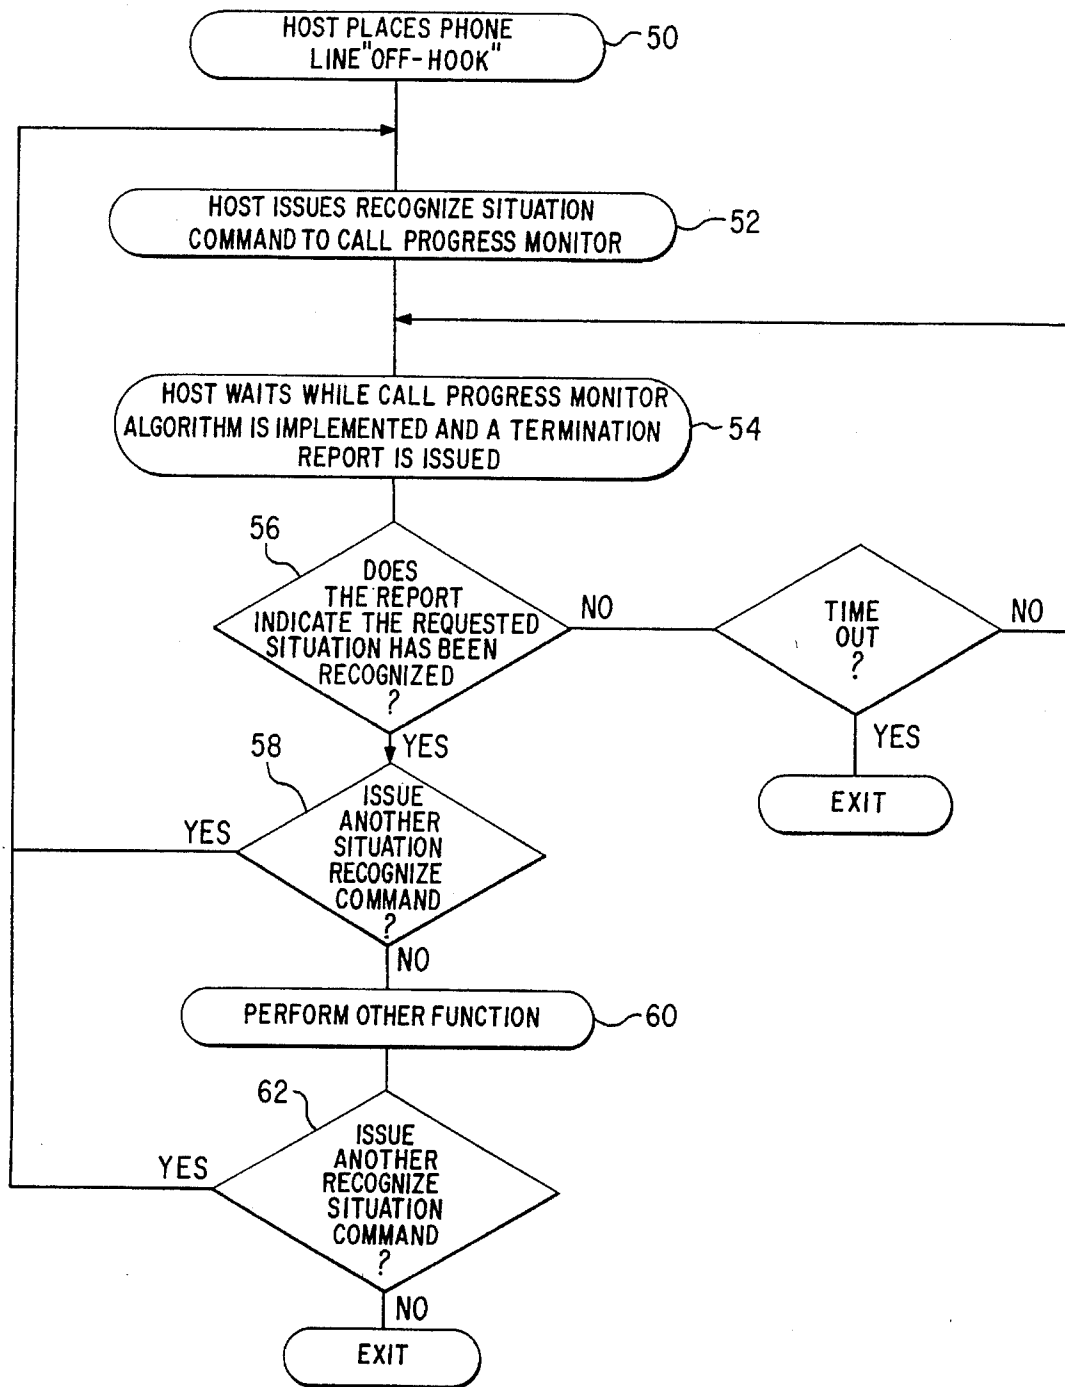 HOST PLACES PHONE
LINE "OFF-HOOK"
50
HOST ISSUES RECOGNIZE SITUATION
COMMAND TO CALL PROGRESS MONITOR
52
HOST WAITS WHILE CALL PROGRESS MONITOR
ALGORITHM IS IMPLEMENTED AND A TERMINATION
REPORT IS ISSUED
54
56
DOES
THE REPORT
INDICATE THE REQUESTED
SITUATION HAS BEEN
RECOGNIZED
?
NO
TIME
OUT
?
NO
YES
EXIT
YES
58
ISSUE
ANOTHER
SITUATION
RECOGNIZE
COMMAND
?
YES
NO
PERFORM OTHER FUNCTION
60
62
ISSUE
ANOTHER
RECOGNIZE
SITUATION
COMMAND
?
YES
NO
EXIT